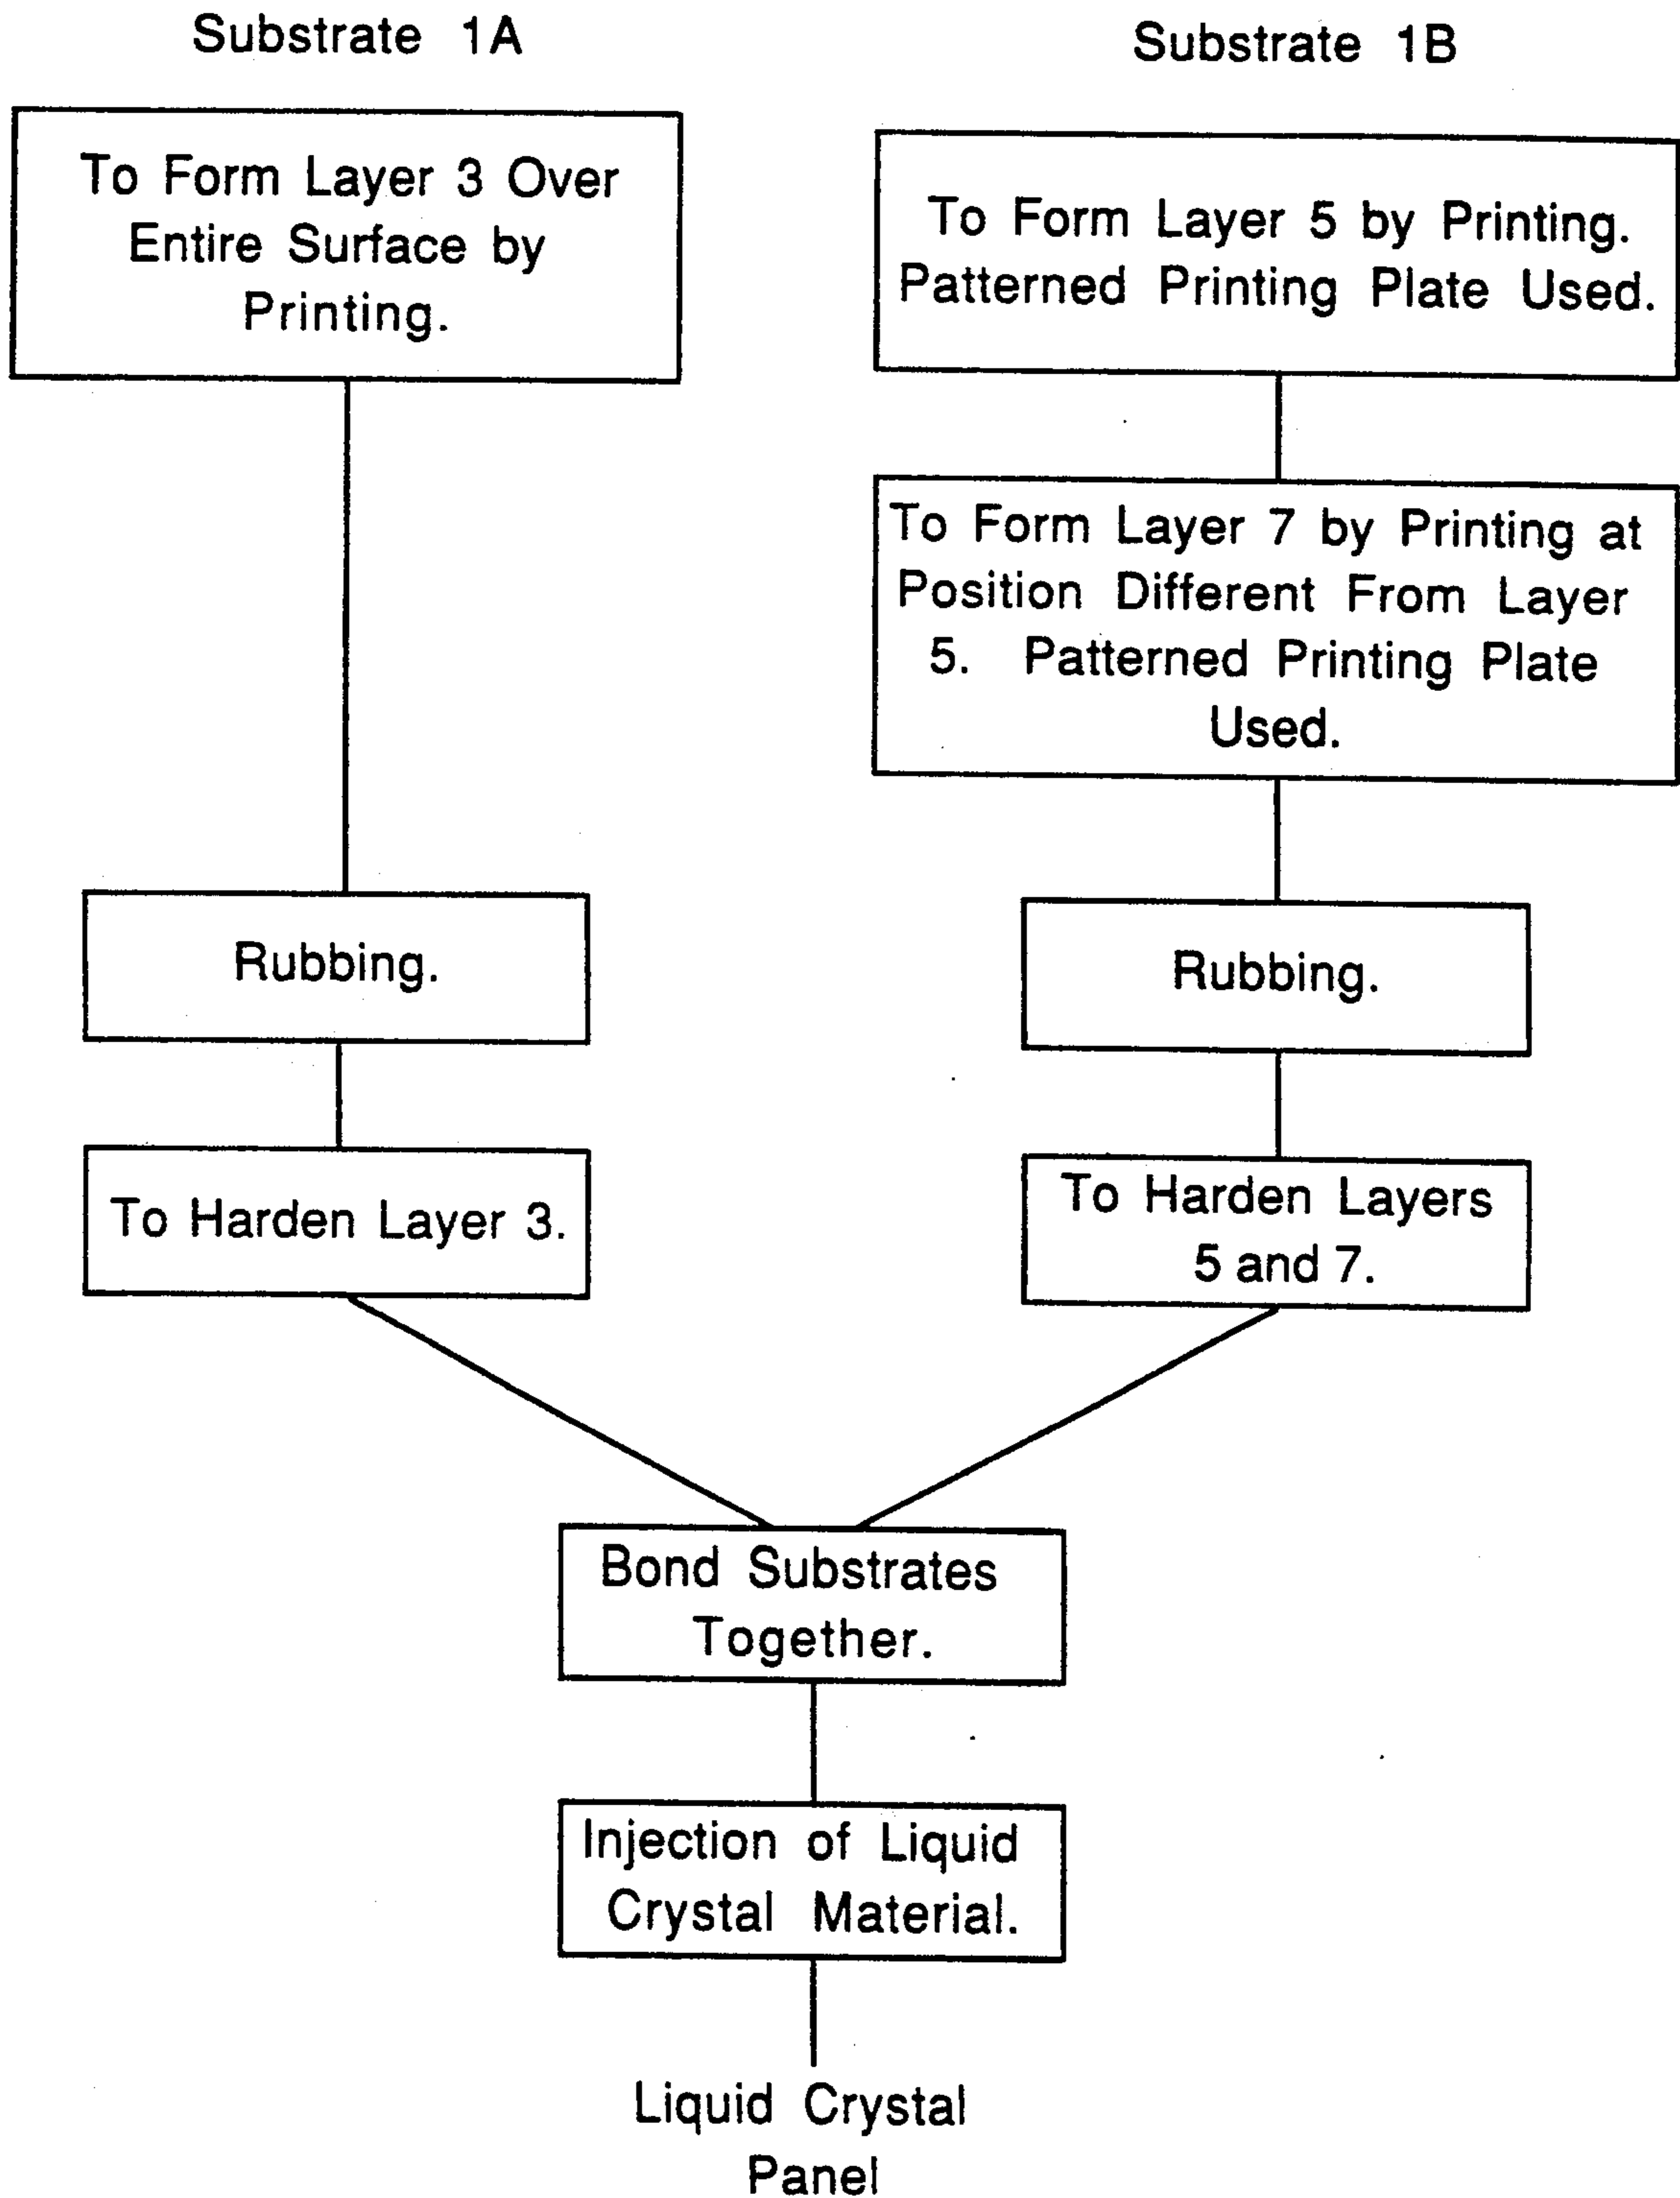 Substrate 1A
To Form Layer 3 Over
Entire Surface by
Printing.
Rubbing.
To Harden Layer 3.
Substrate 1B
To Form Layer 5 by Printing.
Patterned Printing Plate Used.
To Form Layer 7 by Printing at
Position Different From Layer
5. Patterned Printing Plate
Used.
Rubbing.
To Harden Layers
5 and 7.
Bond Substrates
Together.
Injection of Liquid
Crystal Material.
Liquid Crystal
Panel